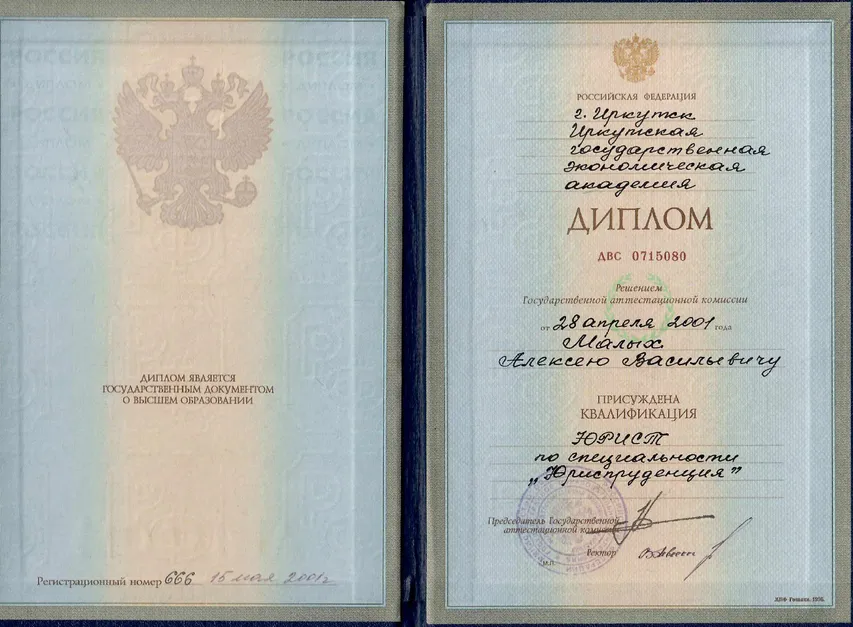 ДИПЛОМ ЯВЛЯЕТСЯ
ГОСУДАРСТВЕННЫМ ДОКУМЕНТОМ
О ВЫСШЕМ ОБРАЗОВАНИИ
Регистрационный номер 666 15 мая 2001г
РОССИЙСКАЯ ФЕДЕРАЦИЯ
г. Иркутск
Иркутская
государственная
экономическая
академия
ДИПЛОМ
ДВС 0715080
Решением
Государственной аттестационной комиссии
от 28 апреля 2001 года
Малых
Алексею Васильевичу
ПРИСУЖДЕНА
КВАЛИФИКАЦИЯ
ЮРИСТ
по специальности
„Юриспруденция”
Председатель Государственной
аттестационной комиссии
Ректор
М.П.